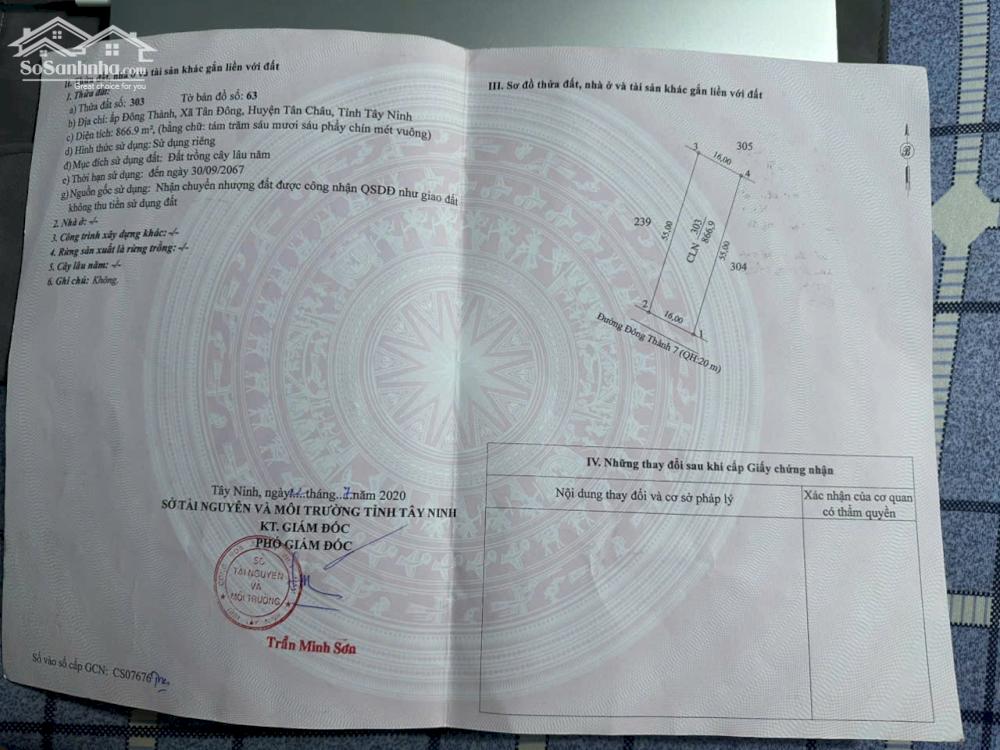 SoSanhnha.com
Great choice for you
II. Thửa đất, nhà ở và tài sản khác gắn liền với đất
1. Thửa đất:
a) Thửa đất số: 303 Tờ bản đồ số: 63
b) Địa chỉ: ấp Đông Thành, Xã Tân Đông, Huyện Tân Châu, Tỉnh Tây Ninh
c) Diện tích: 866.9 m², (bằng chữ: tám trăm sáu mươi sáu phẩy chín mét vuông)
d) Hình thức sử dụng: Sử dụng riêng
đ) Mục đích sử dụng đất: Đất trồng cây lâu năm
e) Thời hạn sử dụng: đến ngày 30/09/2067
g) Nguồn gốc sử dụng: Nhận chuyển nhượng đất được công nhận QSDĐ như giao đất
không thu tiền sử dụng đất
2. Nhà ở: -/-
3. Công trình xây dựng khác: -/-
4. Rừng sản xuất là rừng trồng: -/-
5. Cây lâu năm: -/-
6. Ghi chú: Không.
Tây Ninh, ngày tháng 7 năm 2020
SỞ TÀI NGUYÊN VÀ MÔI TRƯỜNG TỈNH TÂY NINH
KT. GIÁM ĐỐC
PHÓ GIÁM ĐỐC
SỞ
TÀI NGUYÊN
VÀ
MÔI TRƯỜNG
Trần Minh Sơn
Số vào sổ cấp GCN: CS07676
III. Sơ đồ thửa đất, nhà ở và tài sản khác gắn liền với đất
305
3
16,00
4
239
55,00
CLN 303
866.9
55,00
304
2
16,00
1
Đường Đông Thành 7 (QH:20 m)
IV. Những thay đổi sau khi cấp Giấy chứng nhận
Nội dung thay đổi và cơ sở pháp lý
Xác nhận của cơ quan
có thẩm quyền